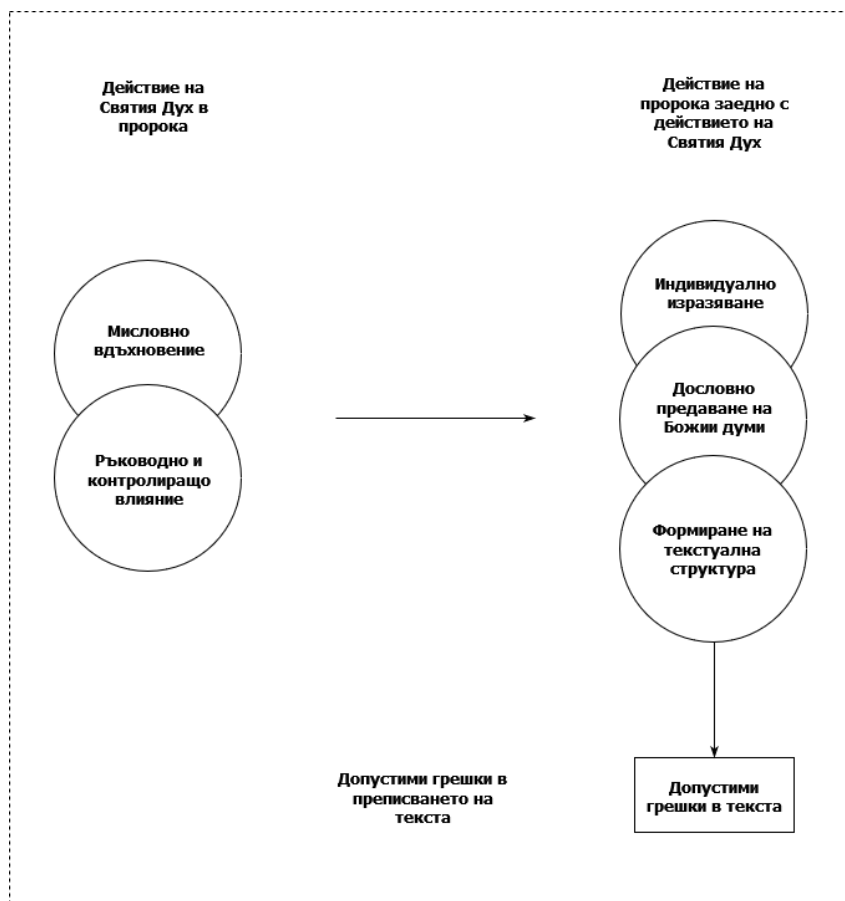 Действие на
Святия Дух в
пророка
Действие на
пророка заедно с
действието на
Святия Дух
Мисловно
вдъхновение
Ръководно и
контролиращо
влияние
Индивидуално
изразяване
Дословно
предаване на
Божии думи
Формиране на
текстуална
структура
Допустими грешки в
преписването на
текста
Допустими
грешки в текста